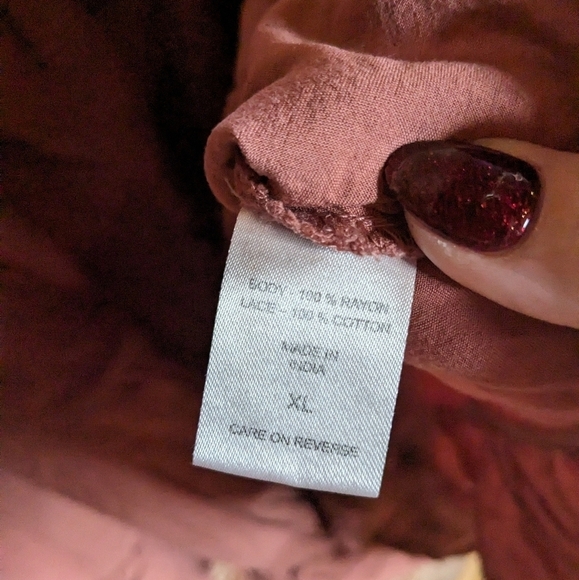 BODY - 100 % RAYON
LACE - 100 % COTTON
MADE IN
INDIA
XL
CARE ON REVERSE